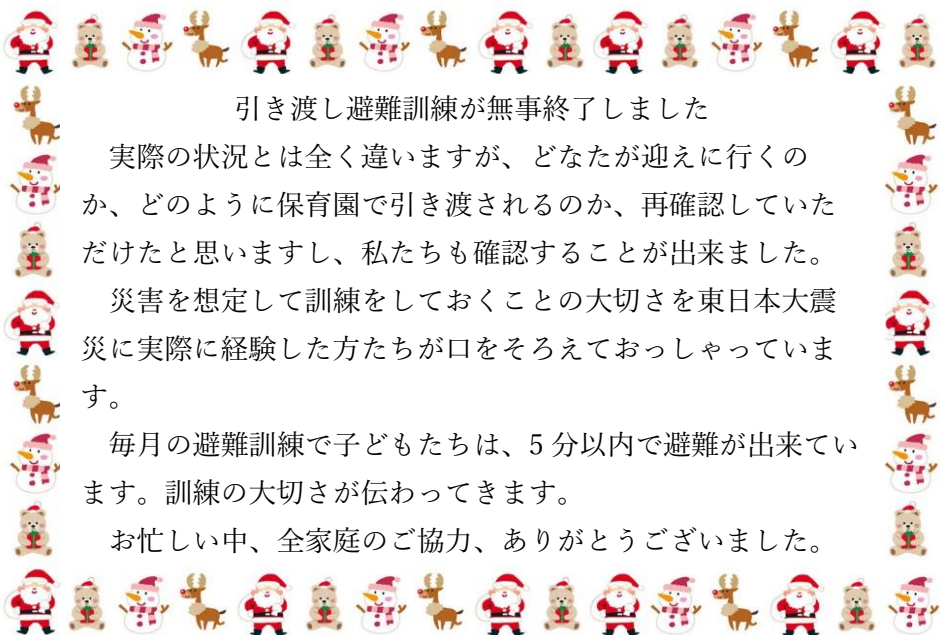 引き渡し避難訓練が無事終了しました
実際の状況とは全く違いますが、どなたが迎えに行くの
か、どのように保育園で引き渡されるのか、再確認していた
だけたと思いますし、私たちも確認することが出来ました。
災害を想定して訓練をしておくことの大切さを東日本大震
災に実際に経験した方たちが口をそろえておっしゃっていま
す。
毎月の避難訓練で子どもたちは、5 分以内で避難が出来てい
ます。訓練の大切さが伝わってきます。
お忙しい中、全家庭のご協力、ありがとうございました。